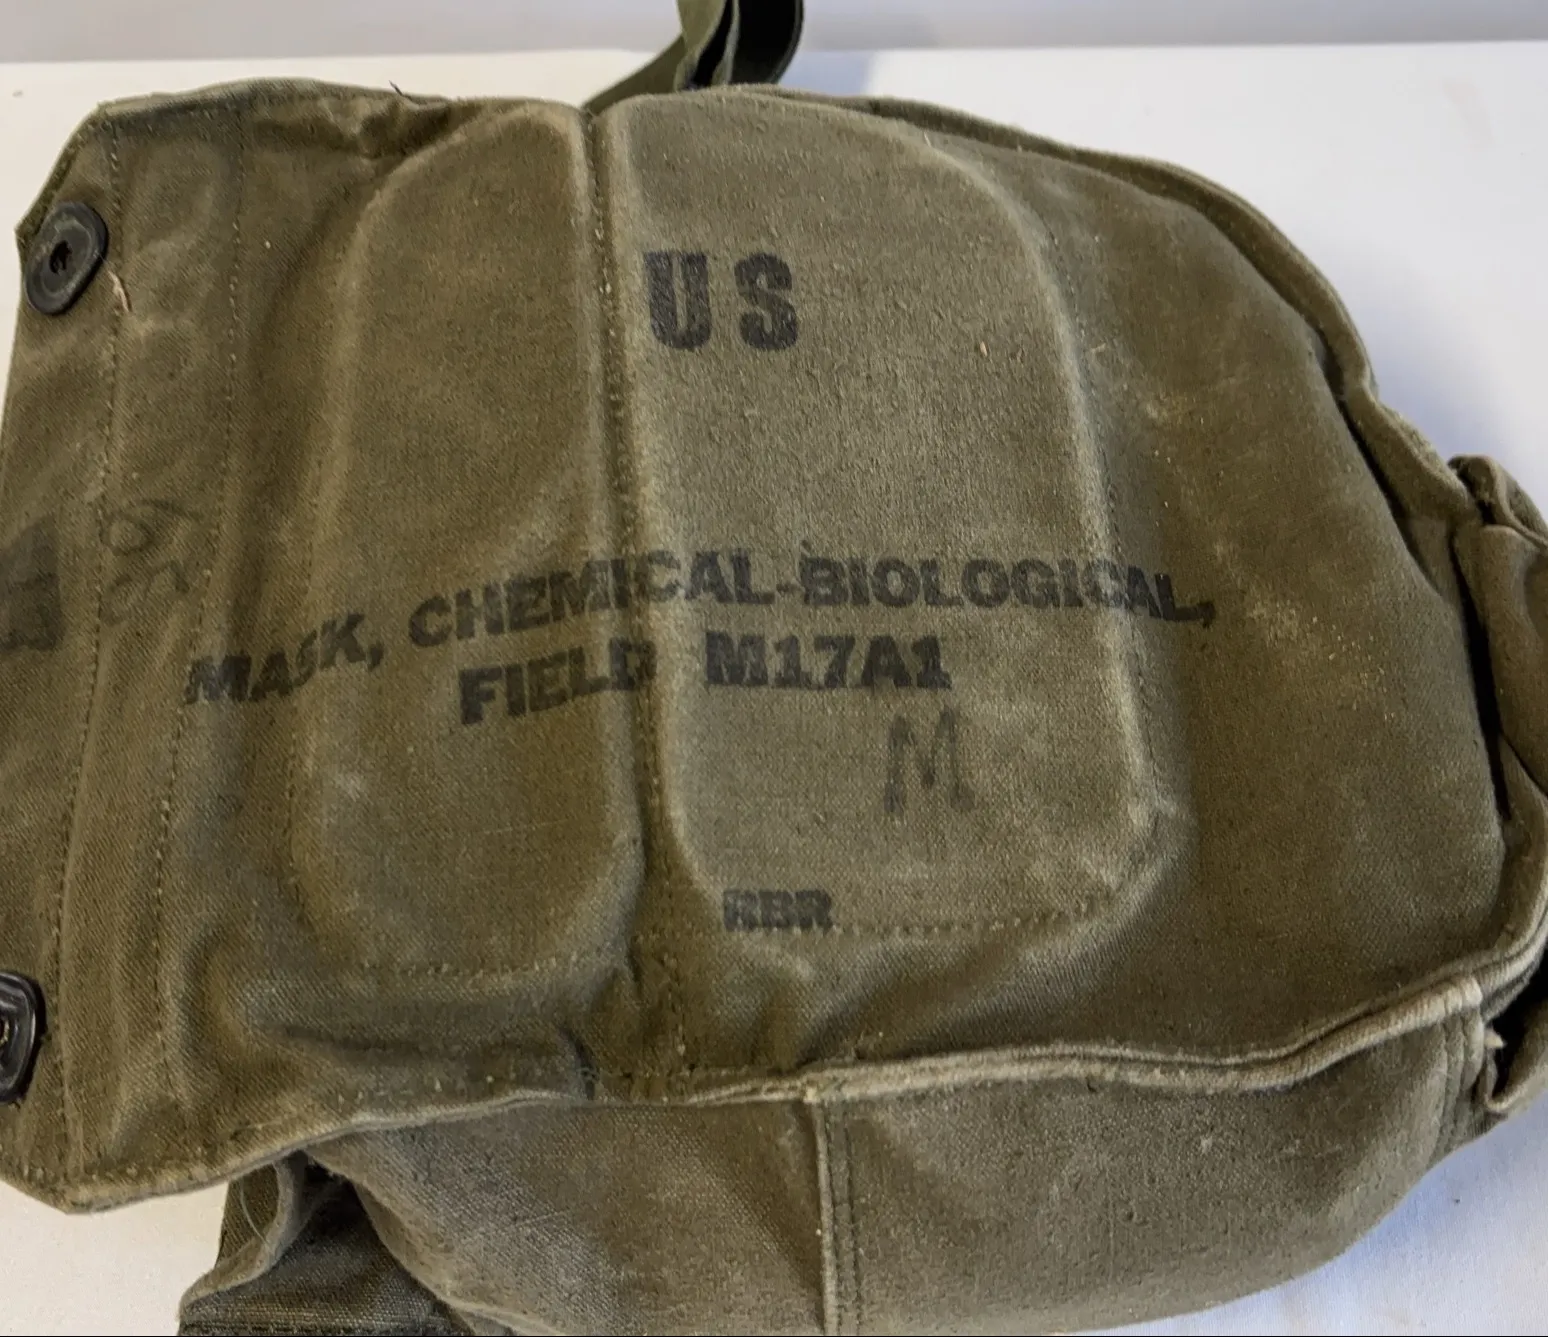 US
MASK, CHEMICAL-BIOLOGICAL,
FIELD M17A1
M
RBR